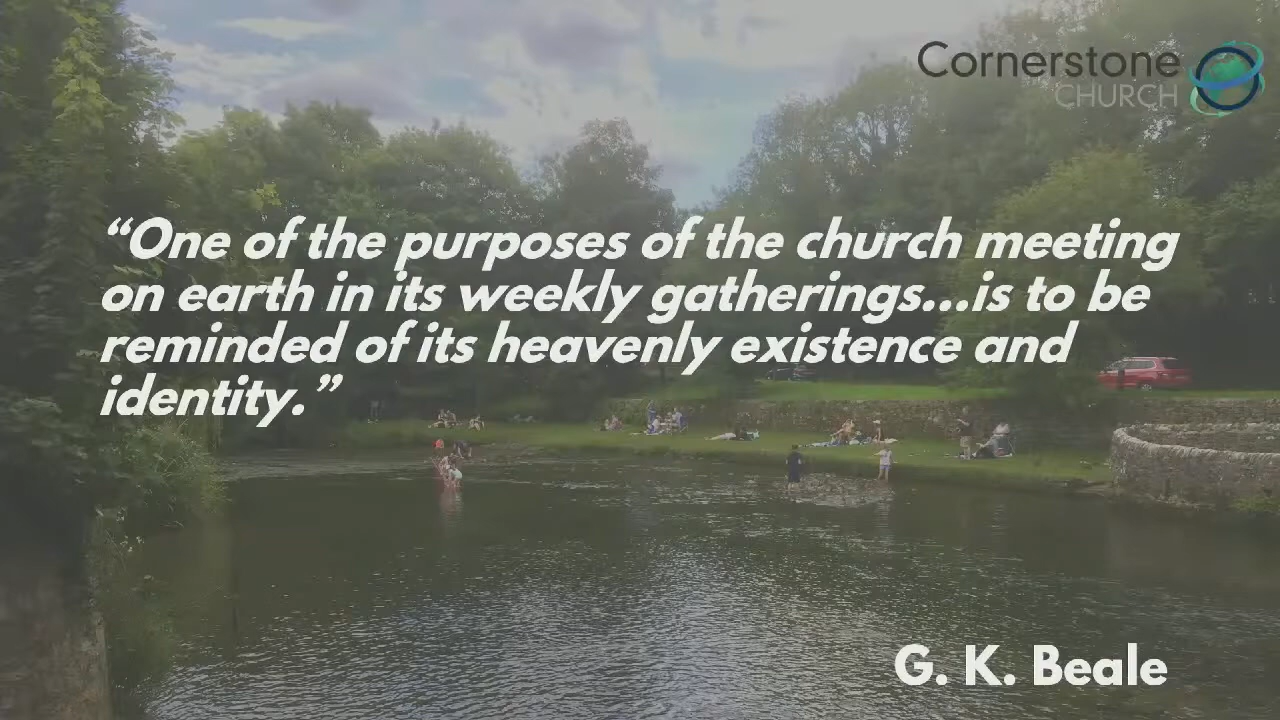 Cornerstone
CHURCH
“One of the purposes of the church meeting
on earth in its weekly gatherings...is to be
reminded of its heavenly existence and
identity.”
G. K. Beale